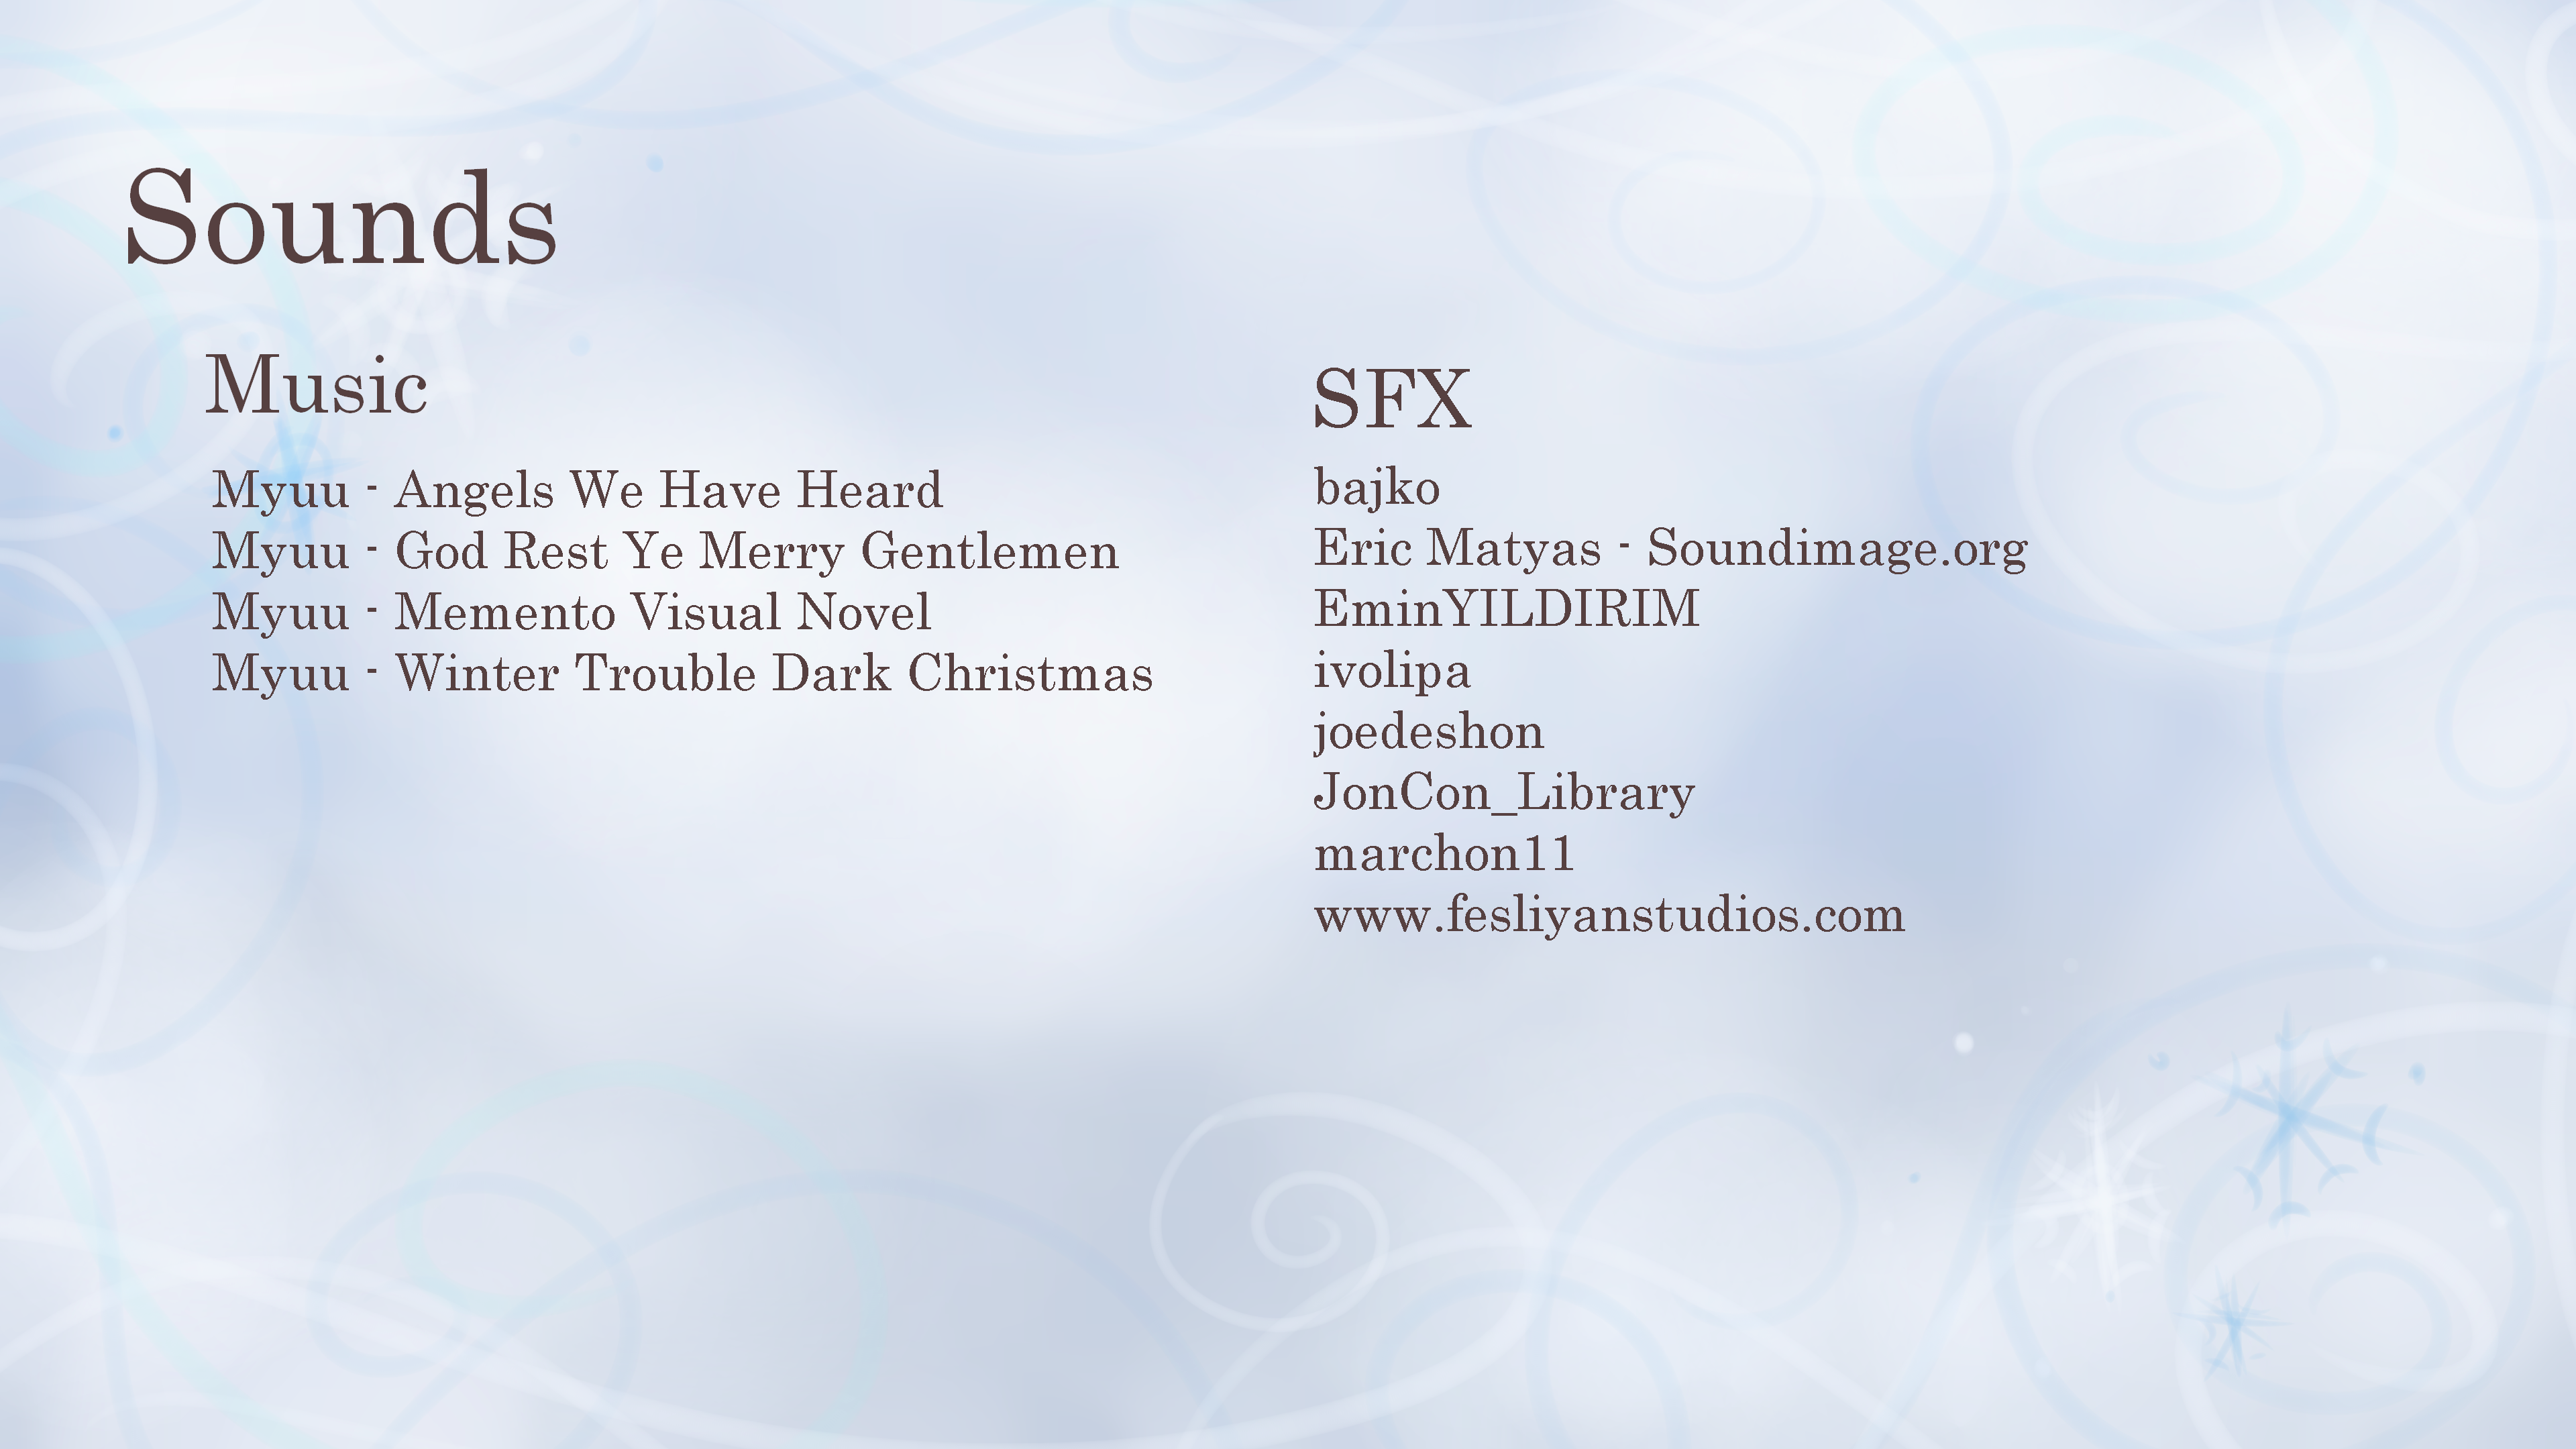 Sounds
Music
Myuu - Angels We Have Heard
Myuu - God Rest Ye Merry Gentlemen
Myuu - Memento Visual Novel
Myuu - Winter Trouble Dark Christmas
SFX
bajko
Eric Matyas - Soundimage.org
EminYILDIRIM
ivolipa
joedeshon
JonCon_Library
marchon11
www.fesliyanstudios.com